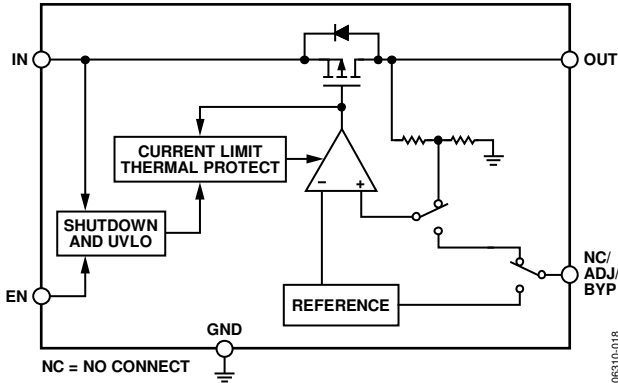 IN
OUT
CURRENT LIMIT
THERMAL PROTECT
–
+
SHUTDOWN
AND UVLO
NC/
ADJ/
BYP
EN
REFERENCE
GND
NC = NO CONNECT
06310-018